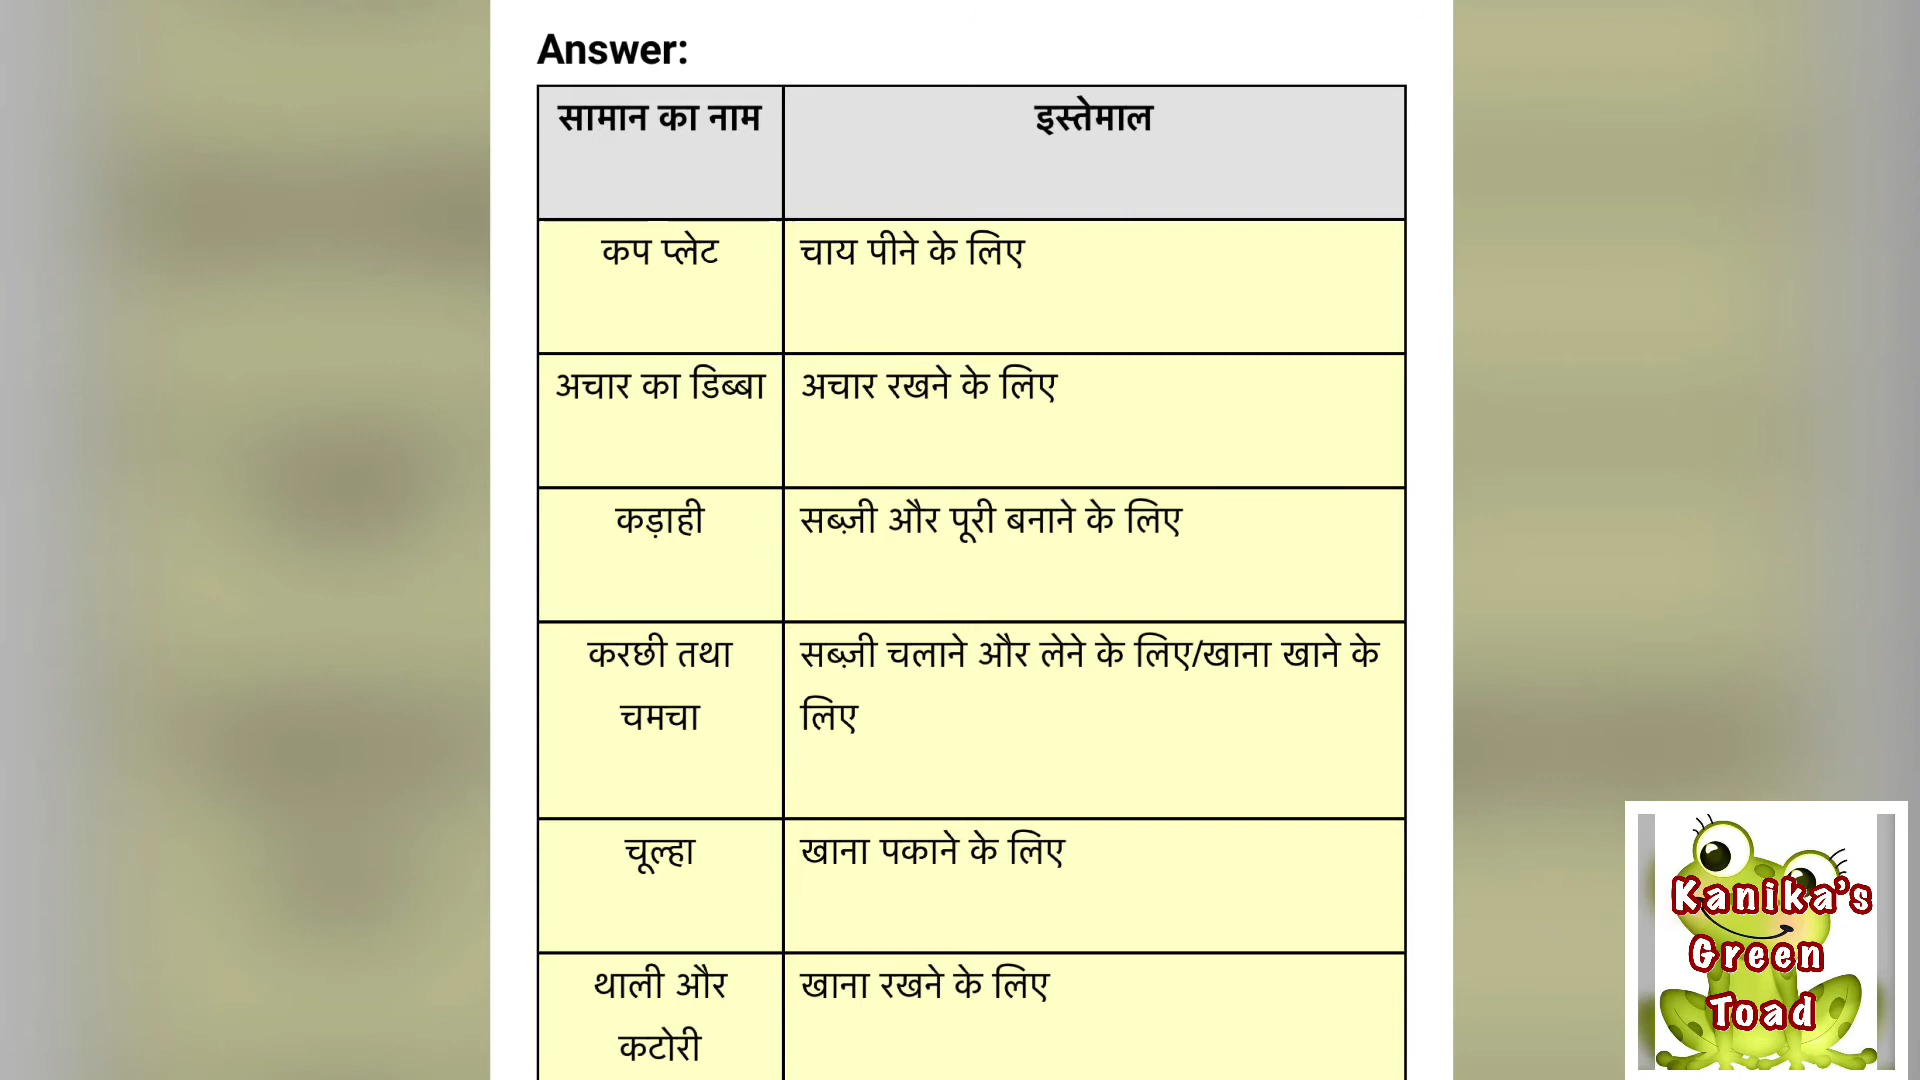 Answer:
सामान का नाम इस्तेमाल
कप प्लेट चाय पीने के लिए
अचार का डिब्बा अचार रखने के लिए
कड़ाही सब्ज़ी और पूरी बनाने के लिए
करछी तथा सब्ज़ी चलाने और लेने के लिए/खाना खाने के
चमचा लिए
चूल्हा खाना पकाने के लिए
थाली और खाना रखने के लिए
कटोरी
Kanika's
Green
Toad